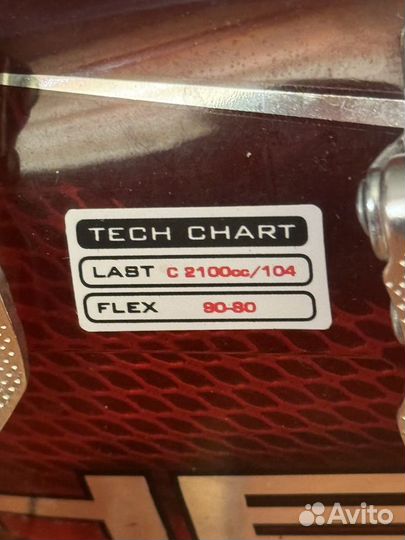 TECH CHART
LAST C 2100cc/104
FLEX 90-80
Avito